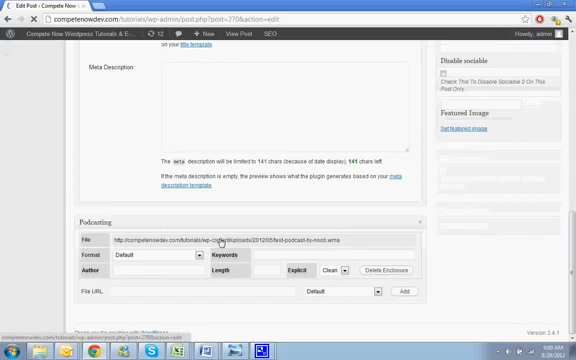 Edit Post ‹ Compete Now
competenowdev.com/tutorials/wp-admin/post.php?post=270&action=edit
Compete Now Wordpress Tutorials & E... 12 + New View Post SEO Howdy, admin
on your title template.
Disable sociable
Meta Description:
Check This To Disable Sociable 2 On This Post Only.
Featured Image
Set featured image
The meta description will be limited to 141 chars (because of date display), 141 chars left.
If the meta description is empty, the preview shows what the plugin generates based on your meta
description template.
Podcasting
File http://competenowdev.com/tutorials/wp-content/uploads/2012/05/test-podcast-by-noob.wma
Format Default Keywords
Author Length Explicit Clean Delete Enclosure
File URL Default Add
Version 3.4.1
competenowdev.com/tutorials/wp-admin/post.php?post=270&action=edit
9:00 AM
8/29/2012